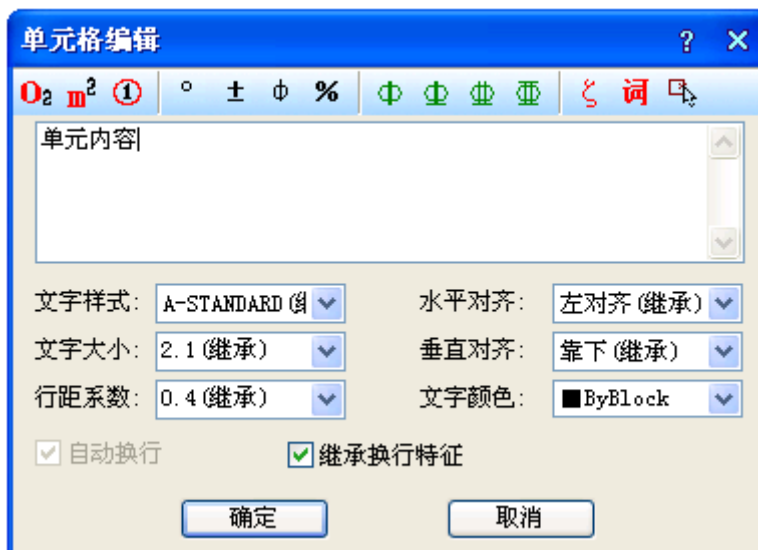 单元格编辑
O₂ m² ① ° ± φ % 词
单元内容
文字样式: A-STANDARD(
水平对齐: 左对齐(继承)
文字大小: 2.1(继承)
垂直对齐: 靠下(继承)
行距系数: 0.4(继承)
文字颜色: ■ByBlock
自动换行
继承换行特征
确定
取消